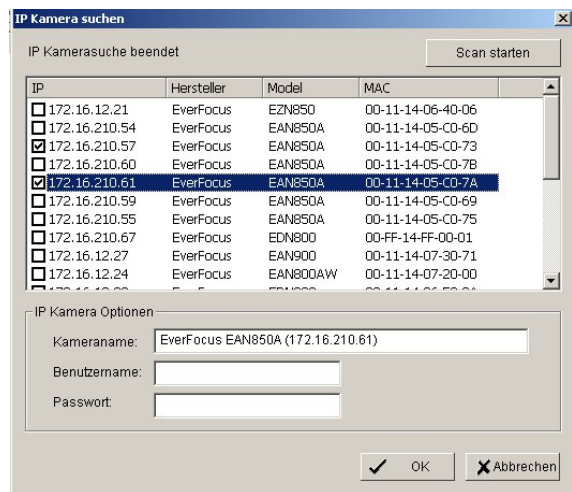 IP Kamera suchen
IP Kamerasuche beendet
Scan starten
IP Hersteller Model MAC
172.16.12.21 EverFocus EZN850 00-11-14-06-40-06
172.16.210.54 EverFocus EAN850A 00-11-14-05-C0-6D
172.16.210.57 EverFocus EAN850A 00-11-14-05-C0-73
172.16.210.60 EverFocus EAN850A 00-11-14-05-C0-7B
172.16.210.61 EverFocus EAN850A 00-11-14-05-C0-7A
172.16.210.59 EverFocus EAN850A 00-11-14-05-C0-69
172.16.210.55 EverFocus EAN850A 00-11-14-05-C0-75
172.16.210.67 EverFocus EDN800 00-FF-14-FF-00-01
172.16.12.27 EverFocus EAN900 00-11-14-07-30-71
172.16.12.24 EverFocus EAN800AW 00-11-14-07-20-00
IP Kamera Optionen
Kameraname: EverFocus EAN850A (172.16.210.61)
Benutzername:
Passwort:
OK Abbrechen